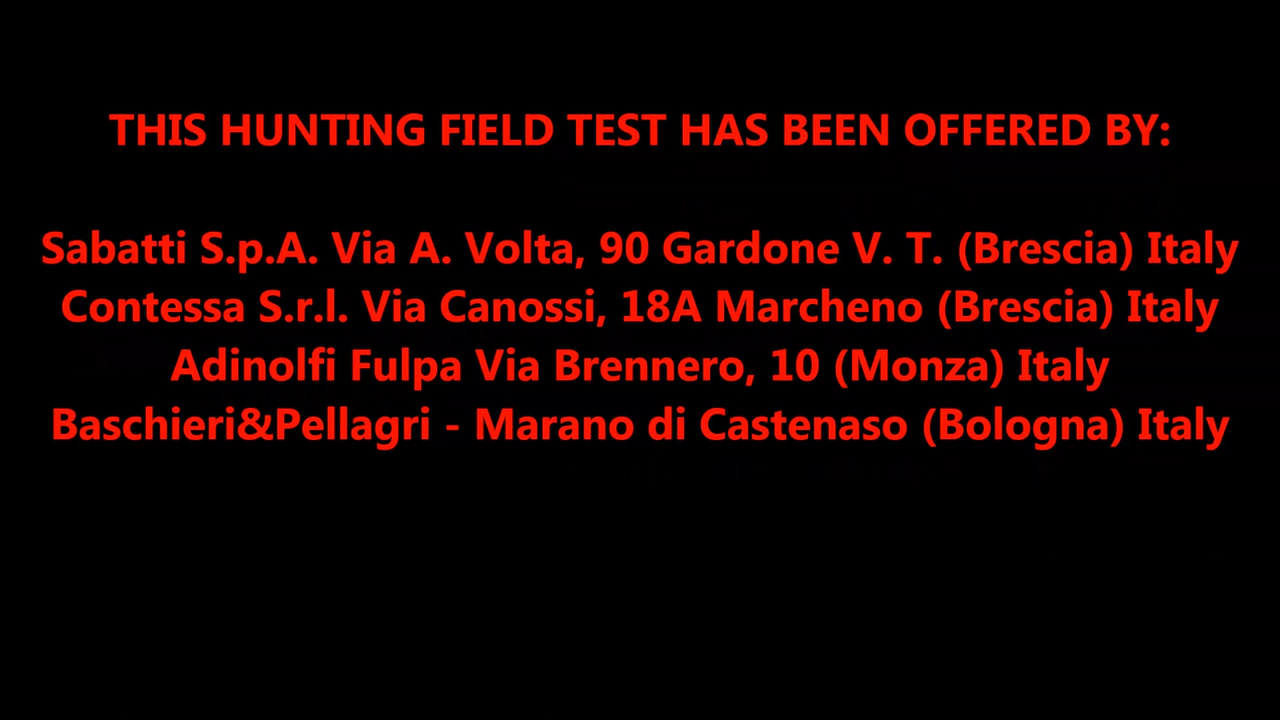 THIS HUNTING FIELD TEST HAS BEEN OFFERED BY:
Sabatti S.p.A. Via A. Volta, 90 Gardone V. T. (Brescia) Italy
Contessa S.r.l. Via Canossi, 18A Marcheno (Brescia) Italy
Adinolfi Fulpa Via Brennero, 10 (Monza) Italy
Baschieri&Pellagri - Marano di Castenaso (Bologna) Italy